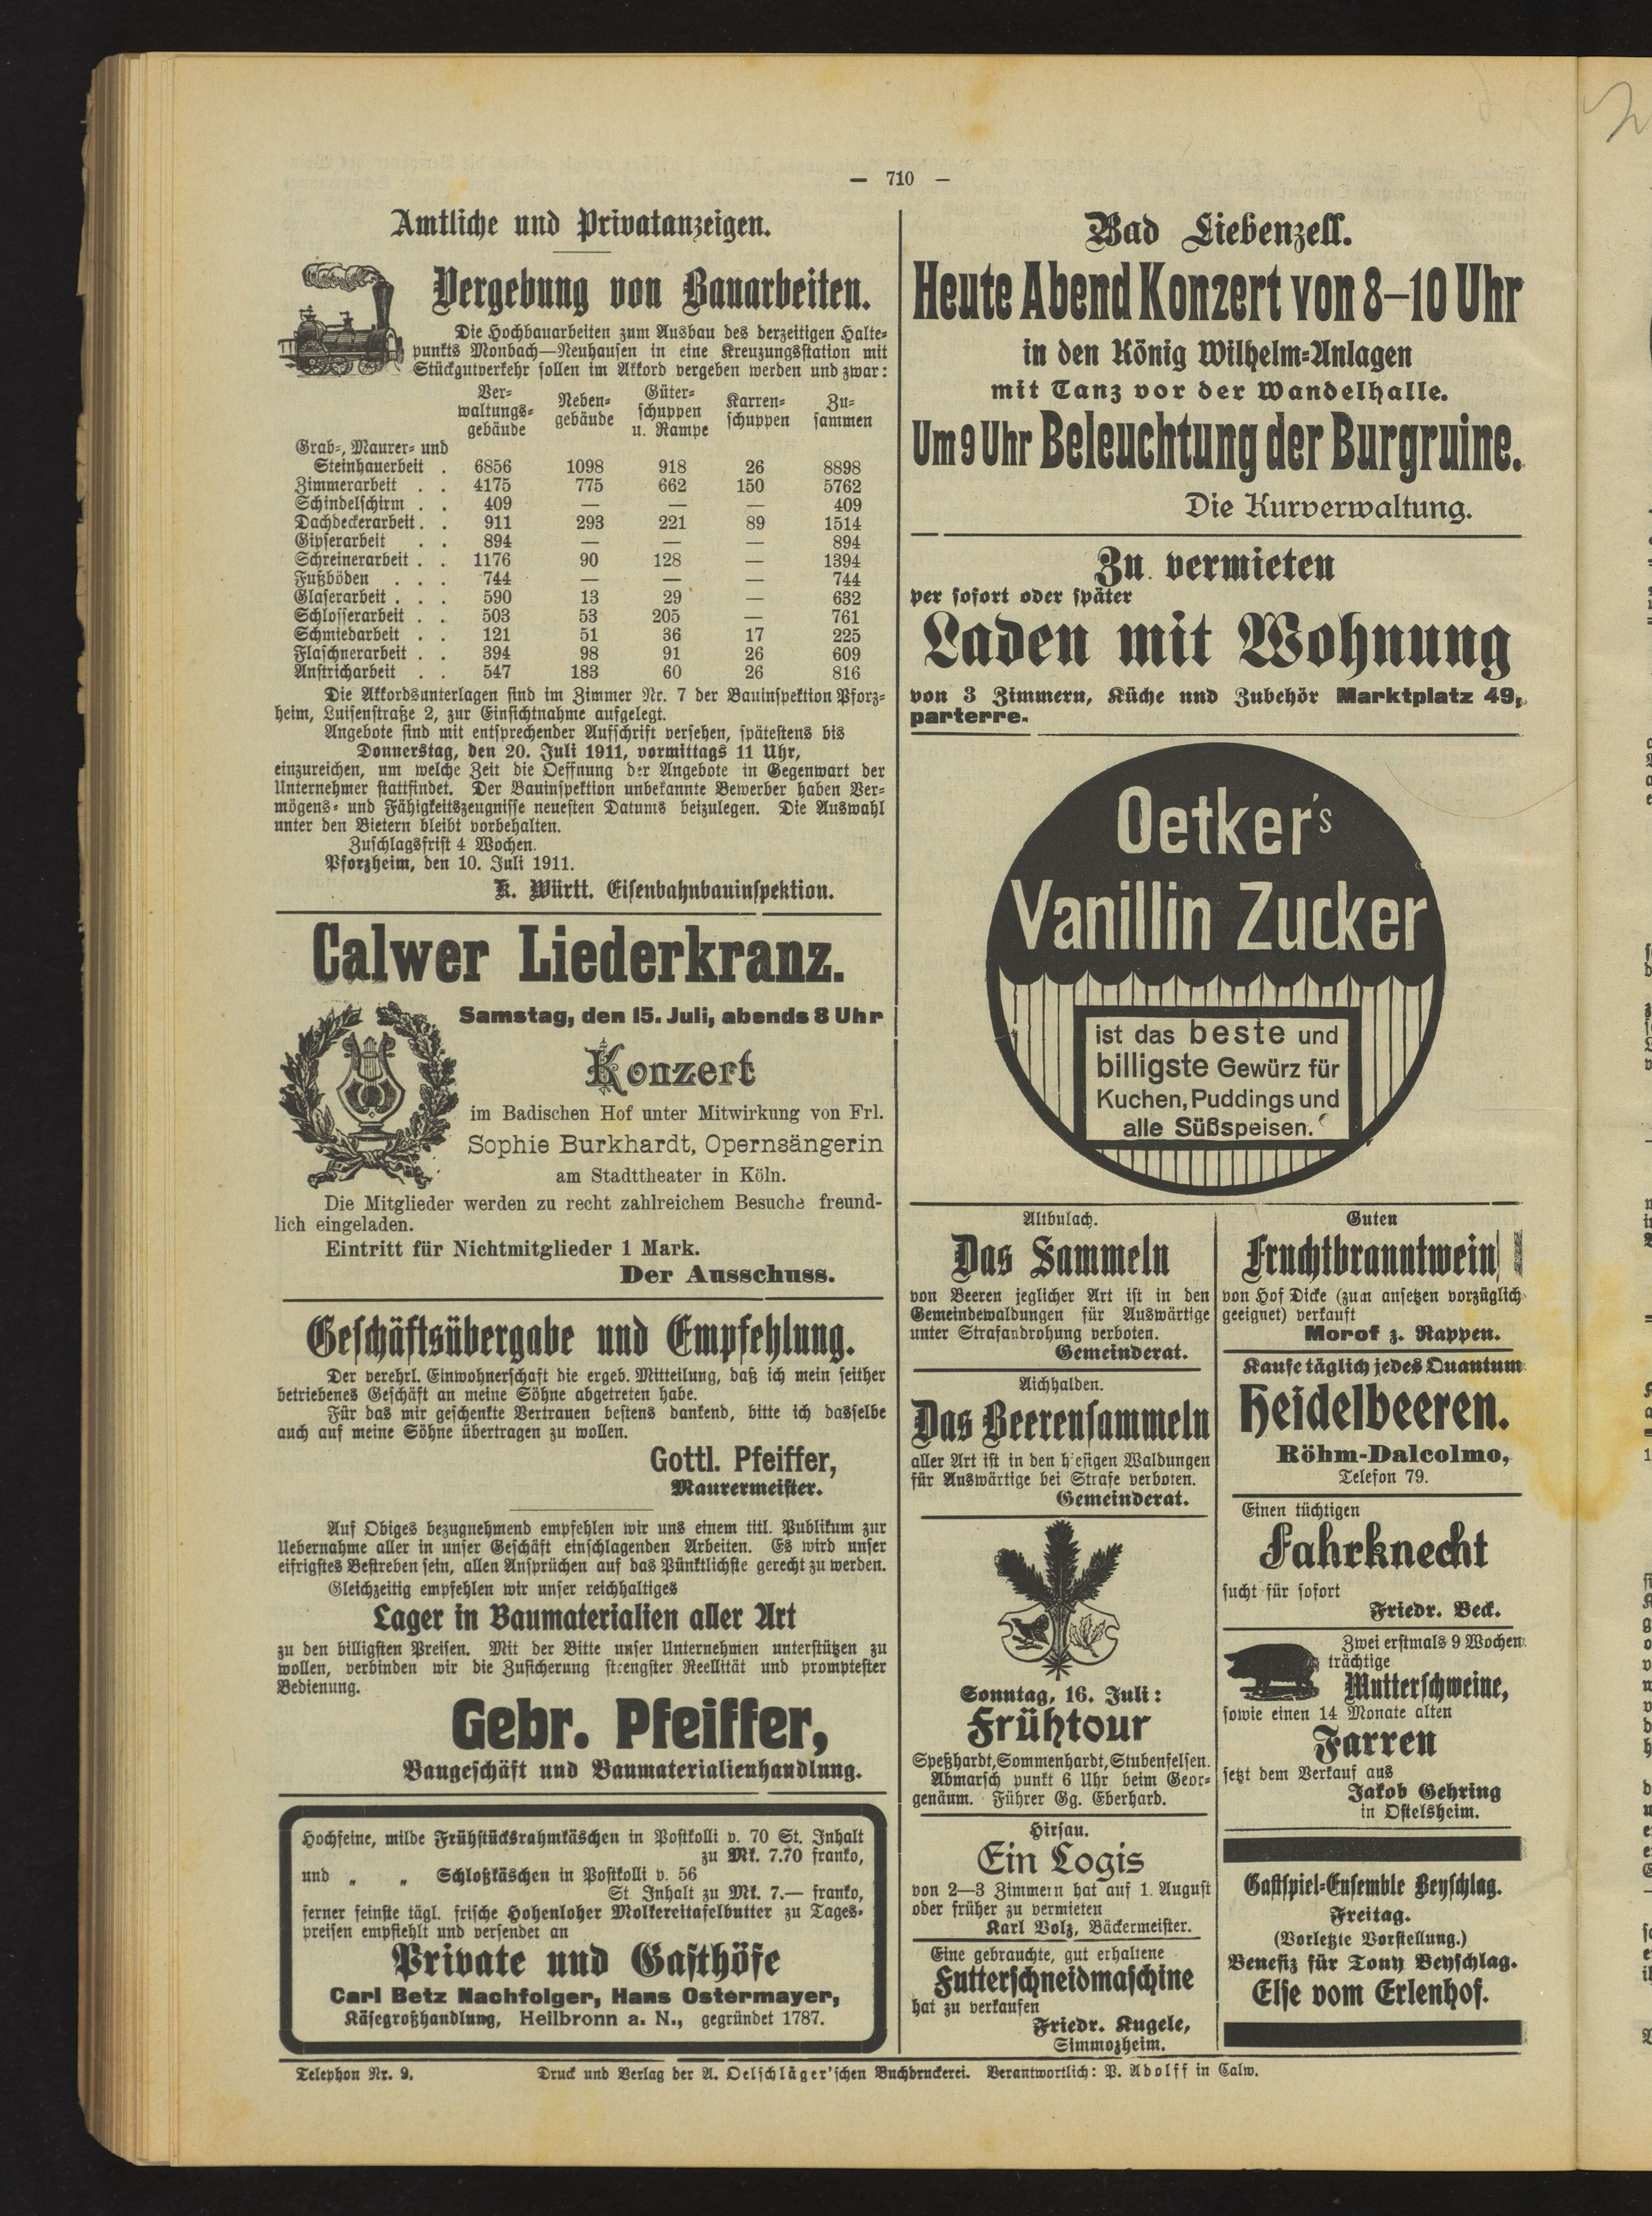 — 710 —
Amtliche und Privatanzeigen.
Vergebung von Bauarbeiten.
Die Hochbauarbeiten zum Ausbau des derzeitigen Halte-
punkts Monbach—Neuhausen in eine Kreuzungsstation mit
Stückgutverkehr sollen im Akkord vergeben werden und zwar:
Ver-
waltungs-
gebäude
Neben-
gebäude
Güter-
schuppen
u. Rampe
Karren-
schuppen
Zu-
sammen
Grab-, Maurer- und
Steinhauerbeit . 6856 1098 918 26 8898
Zimmerarbeit . . 4175 775 662 150 5762
Schindelschirm . . 409 — — — 409
Dachdeckerarbeit . . 911 293 221 89 1514
Gipserarbeit . . 894 — — — 894
Schreinerarbeit . . 1176 90 128 — 1394
Fußböden . . . 744 — — — 744
Glaserarbeit . . . 590 13 29 — 632
Schlosserarbeit . . 503 53 205 — 761
Schmiedarbeit . . 121 51 36 17 225
Flaschnerarbeit . . 394 98 91 26 609
Anstricharbeit . . 547 183 60 26 816
Die Akkordsunterlagen sind im Zimmer Nr. 7 der Bauinspektion Pforz-
heim, Luisenstraße 2, zur Einsichtnahme aufgelegt.
Angebote sind mit entsprechender Aufschrift versehen, spätestens bis
Donnerstag, den 20. Juli 1911, vormittags 11 Uhr,
einzureichen, um welche Zeit die Oeffnung der Angebote in Gegenwart der
Unternehmer stattfindet. Der Bauinspektion unbekannte Bewerber haben Ver-
mögens- und Fähigkeitszeugnisse neuesten Datums beizulegen. Die Auswahl
unter den Bietern bleibt vorbehalten.
Zuschlagsfrist 4 Wochen.
Pforzheim, den 10. Juli 1911.
K. Württ. Eisenbahnbauinspektion.
Calwer Liederkranz.
Samstag, den 15. Juli, abends 8 Uhr
Konzert
im Badischen Hof unter Mitwirkung von Frl.
Sophie Burkhardt, Opernsängerin
am Stadttheater in Köln.
Die Mitglieder werden zu recht zahlreichem Besuche freund-
lich eingeladen.
Eintritt für Nichtmitglieder 1 Mark.
Der Ausschuss.
Geschäftsübergabe und Empfehlung.
Der verehrl. Einwohnerschaft die ergeb. Mitteilung, daß ich mein seither
betriebenes Geschäft an meine Söhne abgetreten habe.
Für das mir geschenkte Vertrauen bestens dankend, bitte ich dasselbe
auch auf meine Söhne übertragen zu wollen.
Gottl. Pfeiffer,
Maurermeister.
Auf Obiges bezugnehmend empfehlen wir uns einem titl. Publikum zur
Uebernahme aller in unser Geschäft einschlagenden Arbeiten. Es wird unser
eifrigstes Bestreben sein, allen Ansprüchen auf das Pünktlichste gerecht zu werden.
Gleichzeitig empfehlen wir unser reichhaltiges
Lager in Baumaterialien aller Art
zu den billigsten Preisen. Mit der Bitte unser Unternehmen unterstützen zu
wollen, verbinden wir die Zusicherung strengster Reellität und promptester
Bedienung.
Gebr. Pfeiffer,
Baugeschäft und Baumaterialienhandlung.
Hochfeine, milde Frühstücksrahmkäschen in Postkolli v. 70 St. Inhalt
zu Mk. 7.70 franko,
und „ „ Schloßkäschen in Postkolli v. 56
St. Inhalt zu Mk. 7.— franko,
ferner feinste tägl. frische Hohenloher Molkereitafelbutter zu Tages-
preisen empfiehlt und versendet an
Private und Gasthöfe
Carl Betz Nachfolger, Hans Ostermayer,
Käsegroßhandlung, Heilbronn a. N., gegründet 1787.
Bad Liebenzell.
Heute Abend Konzert von 8–10 Uhr
in den König Wilhelm-Anlagen
mit Tanz vor der Wandelhalle.
Um 9 Uhr Beleuchtung der Burgruine.
Die Kurverwaltung.
Zu vermieten
per sofort oder später
Laden mit Wohnung
von 3 Zimmern, Küche und Zubehör Marktplatz 49,
parterre.
Oetker's
Vanillin Zucker
ist das beste und
billigste Gewürz für
Kuchen, Puddings und
alle Süßspeisen.
Altbulach.
Das Sammeln
von Beeren jeglicher Art ist in den
Gemeindewaldungen für Auswärtige
unter Strafandrohung verboten.
Gemeinderat.
Aichhalden.
Das Beerensammeln
aller Art ist in den hiesigen Waldungen
für Auswärtige bei Strafe verboten.
Gemeinderat.
Sonntag, 16. Juli:
Frühtour
Speßhardt, Sommenhardt, Stubenfelsen.
Abmarsch punkt 6 Uhr beim Geor-
genäum. Führer Gg. Eberhard.
Hirsau.
Ein Logis
von 2—3 Zimmern hat auf 1. August
oder früher zu vermieten
Karl Volz, Bäckermeister.
Eine gebrauchte, gut erhaltene
Futterschneidmaschine
hat zu verkaufen
Friedr. Kugele,
Simmozheim.
Guten
Fruchtbranntwein
von Hof Dicke (zum ansetzen vorzüglich
geeignet) verkauft
Morof z. Rappen.
Kaufe täglich jedes Quantum
Heidelbeeren.
Röhm-Dalcolmo,
Telefon 79.
Einen tüchtigen
Fahrknecht
sucht für sofort
Friedr. Beck.
Zwei erstmals 9 Wochen
trächtige
Mutterschweine,
sowie einen 14 Monate alten
Farren
setzt dem Verkauf aus
Jakob Gehring
in Ostelsheim.
Gastspiel-Ensemble Beyschlag.
Freitag.
(Vorletzte Vorstellung.)
Benefiz für Tony Beyschlag.
Else vom Erlenhof.
Telephon Nr. 9. Druck und Verlag der A. Oelschläger'schen Buchdruckerei. Verantwortlich: P. Adolff in Calw.